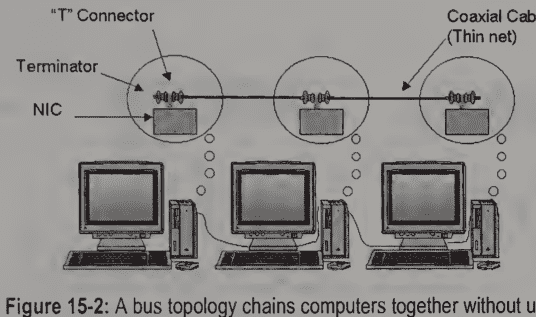 "T" Connector
Coaxial Cab
(Thin net)
Terminator
NIC
Figure 15-2: A bus topology chains computers together without u